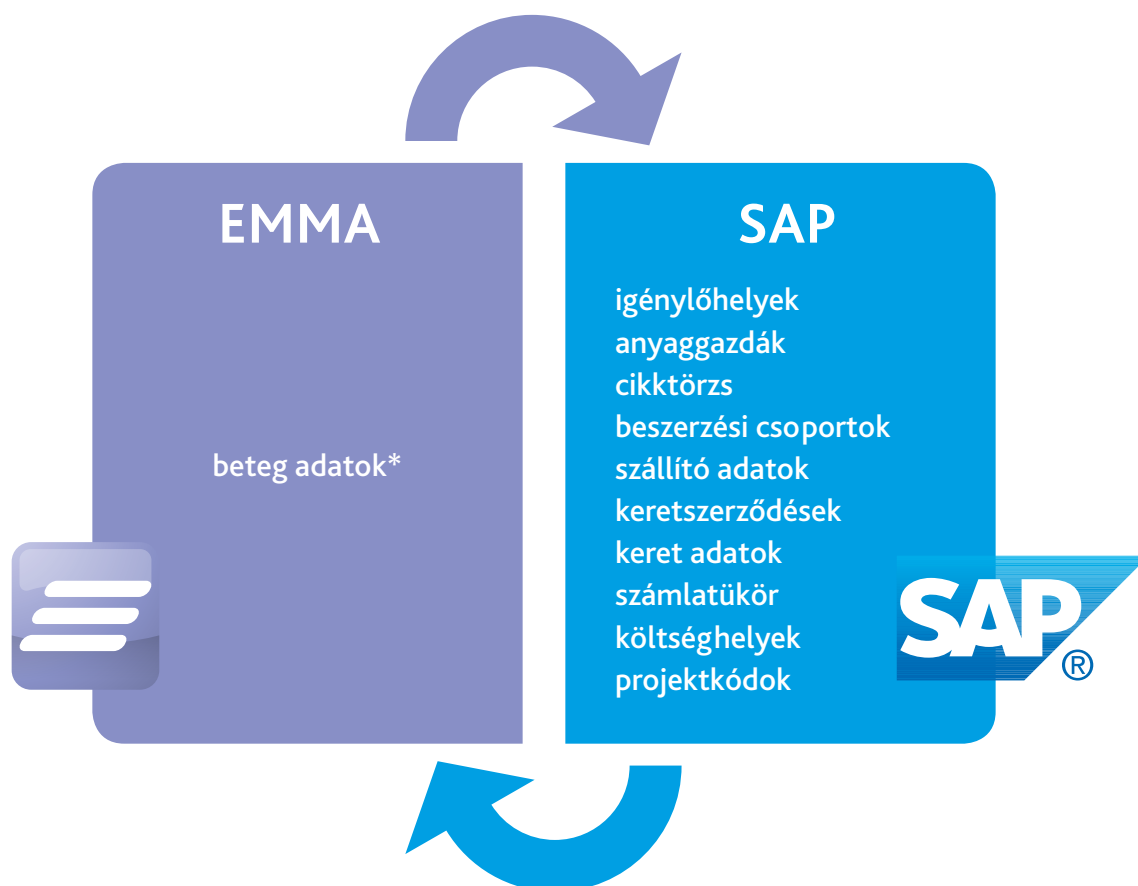 EMMA
beteg adatok*
SAP
igénylőhelyek
anyaggazdák
cikktörzs
beszerzési csoportok
szállító adatok
keretszerződések
keret adatok
számlatükör
költséghelyek
projektkódok
SAP®